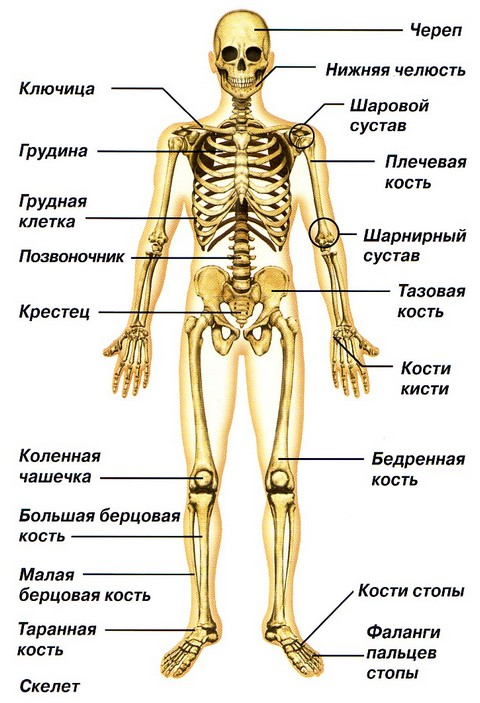 Череп
Нижняя челюсть
Ключица
Шаровой
сустав
Грудина
Плечевая
кость
Грудная
клетка
Шарнирный
сустав
Позвоночник
Тазовая
кость
Крестец
Кости
кисти
Коленная
чашечка
Бедренная
кость
Большая берцовая
кость
Малая
берцовая кость
Кости стопы
Таранная
кость
Фаланги
пальцев
стопы
Скелет